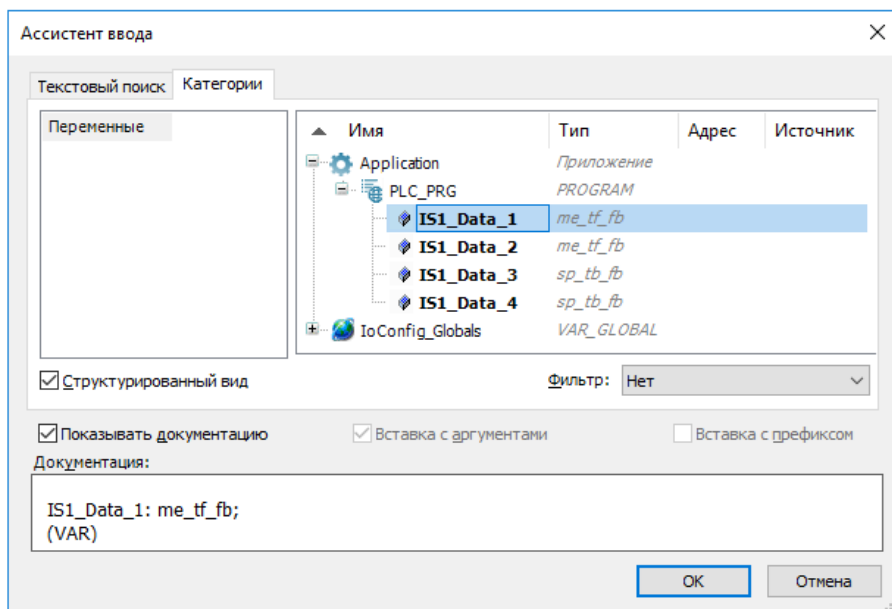 Ассистент ввода
Текстовый поиск Категории
Переменные
Имя Тип Адрес Источник
Application Приложение
PLC_PRG PROGRAM
IS1_Data_1 me_tf_fb
IS1_Data_2 me_tf_fb
IS1_Data_3 sp_tb_fb
IS1_Data_4 sp_tb_fb
IoConfig_Globals VAR_GLOBAL
Структурированный вид Фильтр: Нет
Показывать документацию Вставка с аргументами Вставка с префиксом
Документация:
IS1_Data_1: me_tf_fb;
(VAR)
OK Отмена